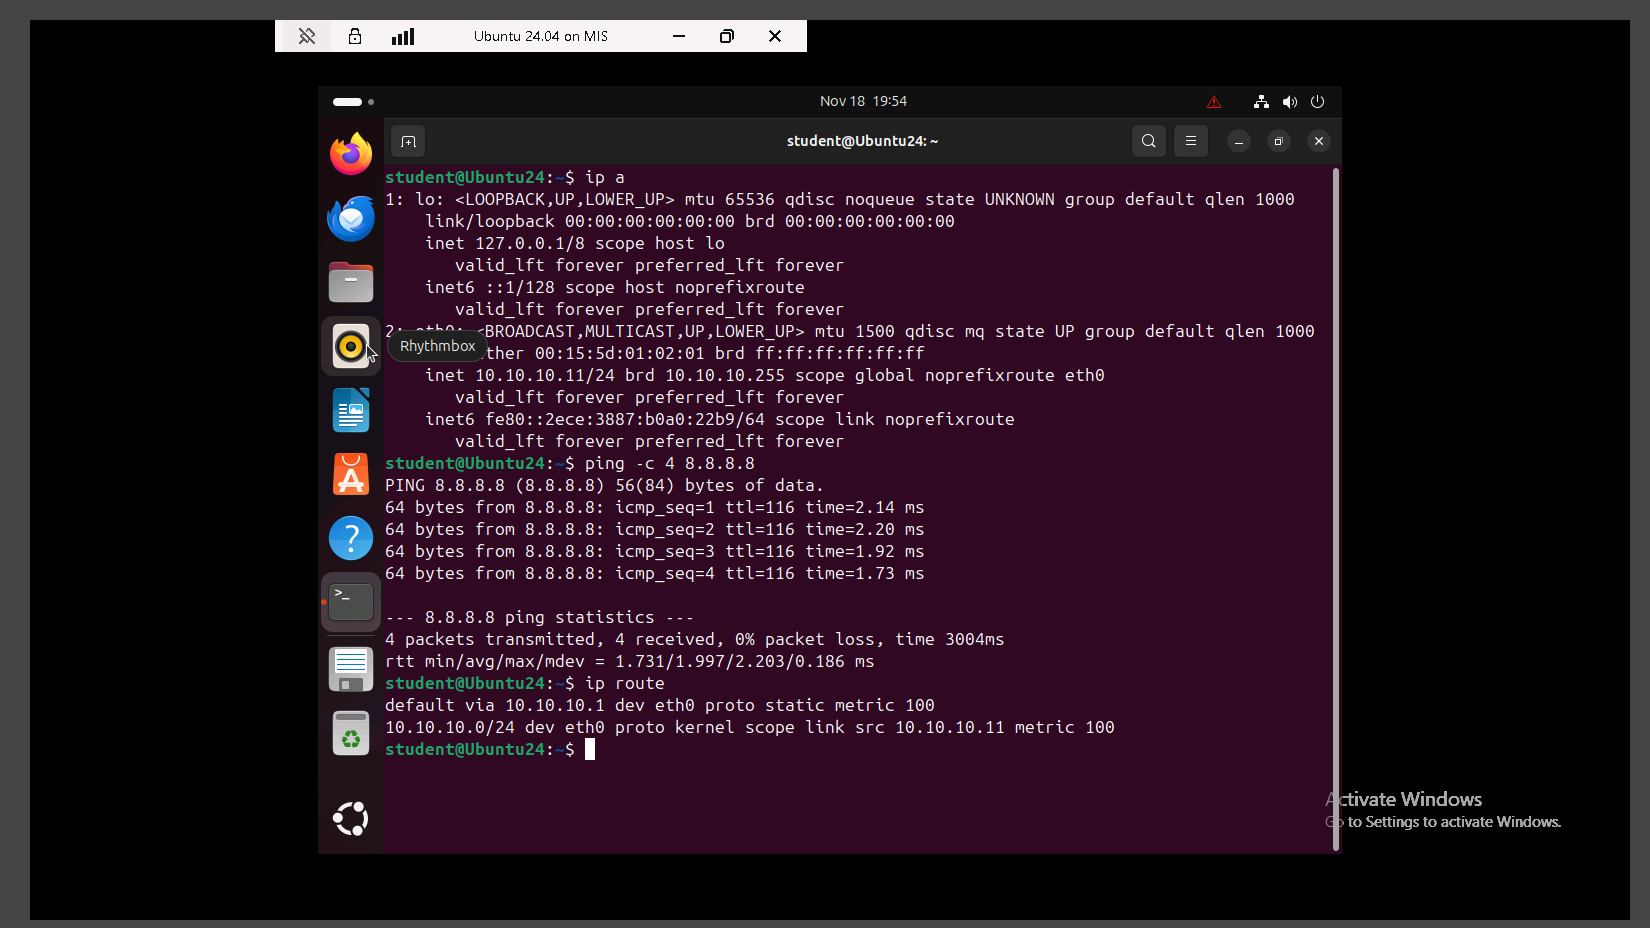 Ubuntu 24.04 on MIS
Nov 18 19:54
student@Ubuntu24: ~
student@Ubuntu24:~$ ip a
1: lo: <LOOPBACK,UP,LOWER_UP> mtu 65536 qdisc noqueue state UNKNOWN group default qlen 1000
    link/loopback 00:00:00:00:00:00 brd 00:00:00:00:00:00
    inet 127.0.0.1/8 scope host lo
       valid_lft forever preferred_lft forever
    inet6 ::1/128 scope host noprefixroute
       valid_lft forever preferred_lft forever
2: eth0: <BROADCAST,MULTICAST,UP,LOWER_UP> mtu 1500 qdisc mq state UP group default qlen 1000
Rhythmbox
ther 00:15:5d:01:02:01 brd ff:ff:ff:ff:ff:ff
    inet 10.10.10.11/24 brd 10.10.10.255 scope global noprefixroute eth0
       valid_lft forever preferred_lft forever
    inet6 fe80::2ece:3887:b0a0:22b9/64 scope link noprefixroute
       valid_lft forever preferred_lft forever
student@Ubuntu24:~$ ping -c 4 8.8.8.8
PING 8.8.8.8 (8.8.8.8) 56(84) bytes of data.
64 bytes from 8.8.8.8: icmp_seq=1 ttl=116 time=2.14 ms
64 bytes from 8.8.8.8: icmp_seq=2 ttl=116 time=2.20 ms
64 bytes from 8.8.8.8: icmp_seq=3 ttl=116 time=1.92 ms
64 bytes from 8.8.8.8: icmp_seq=4 ttl=116 time=1.73 ms
--- 8.8.8.8 ping statistics ---
4 packets transmitted, 4 received, 0% packet loss, time 3004ms
rtt min/avg/max/mdev = 1.731/1.997/2.203/0.186 ms
student@Ubuntu24:~$ ip route
default via 10.10.10.1 dev eth0 proto static metric 100
10.10.10.0/24 dev eth0 proto kernel scope link src 10.10.10.11 metric 100
student@Ubuntu24:~$
Activate Windows
Go to Settings to activate Windows.